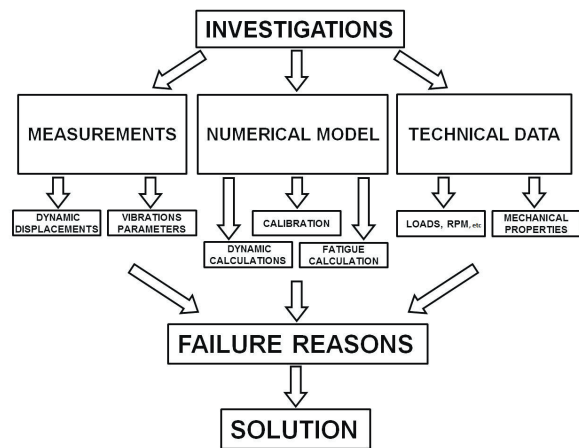 INVESTIGATIONS
MEASUREMENTS
NUMERICAL MODEL
TECHNICAL DATA
DYNAMIC
DISPLACEMENTS
VIBRATIONS
PARAMETERS
CALIBRATION
DYNAMIC
CALCULATIONS
FATIGUE
CALCULATION
LOADS, RPM, etc
MECHANICAL
PROPERTIES
FAILURE REASONS
SOLUTION